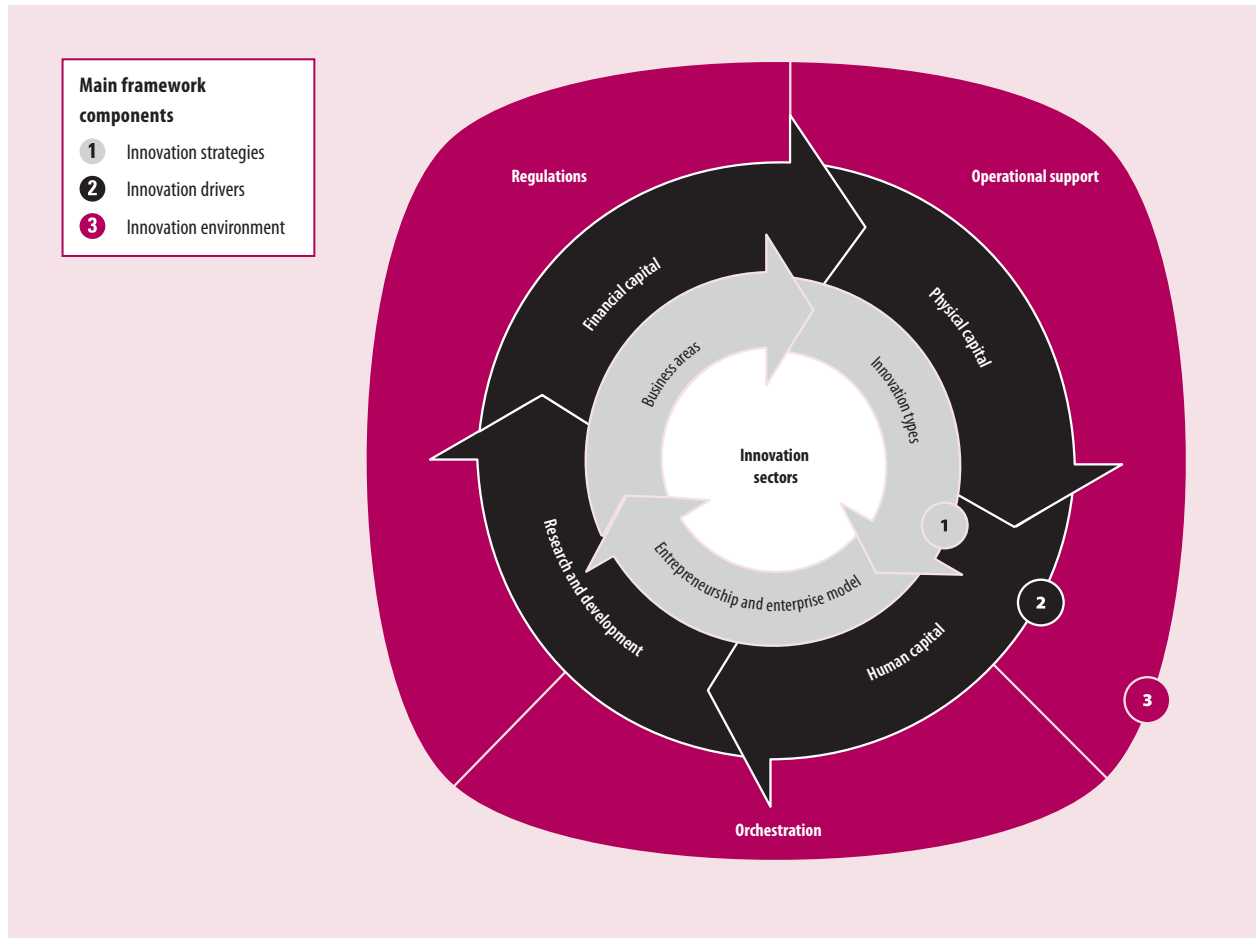 Main framework
components
1 Innovation strategies
2 Innovation drivers
3 Innovation environment
Regulations
Operational support
Financial capital
Physical capital
Business areas
Innovation types
Innovation
sectors
1
Entrepreneurship and enterprise model
Research and development
2
Human capital
3
Orchestration